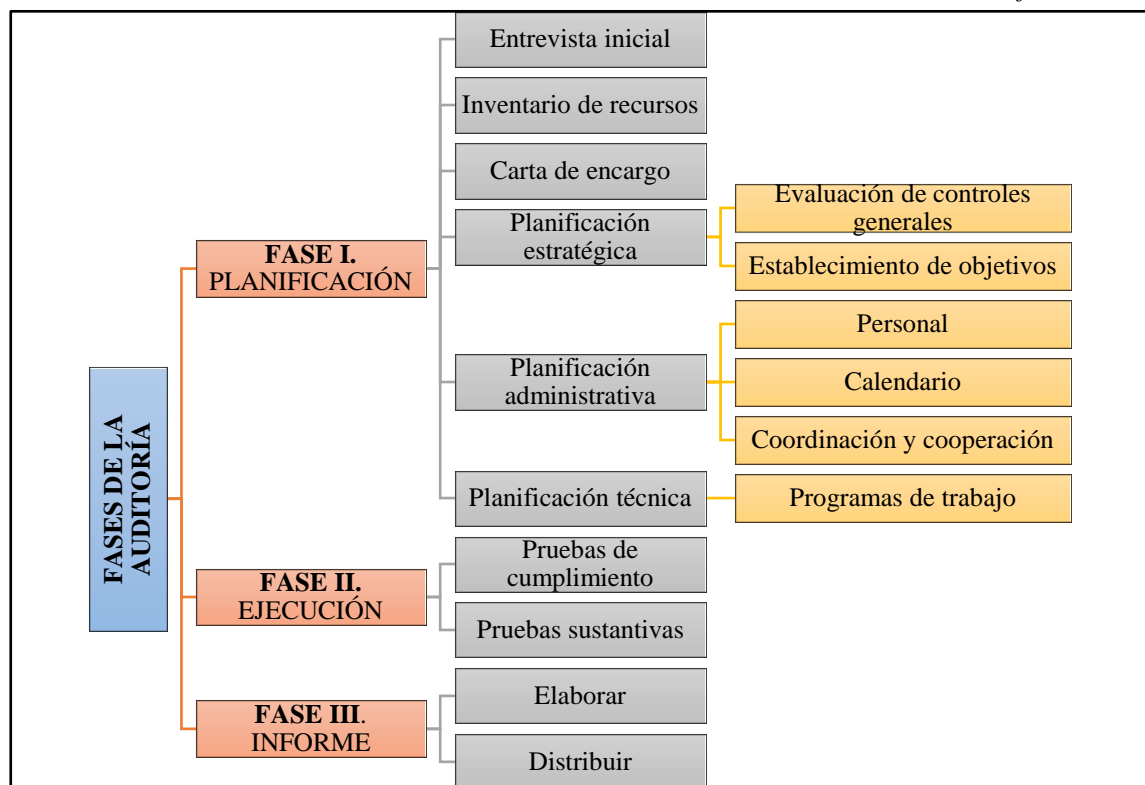 FASES DE LA
AUDITORÍA
FASE I.
PLANIFICACIÓN
Entrevista inicial
Inventario de recursos
Carta de encargo
Planificación
estratégica
Evaluación de controles
generales
Establecimiento de objetivos
Planificación
administrativa
Personal
Calendario
Coordinación y cooperación
Planificación técnica
Programas de trabajo
FASE II.
EJECUCIÓN
Pruebas de
cumplimiento
Pruebas sustantivas
FASE III.
INFORME
Elaborar
Distribuir